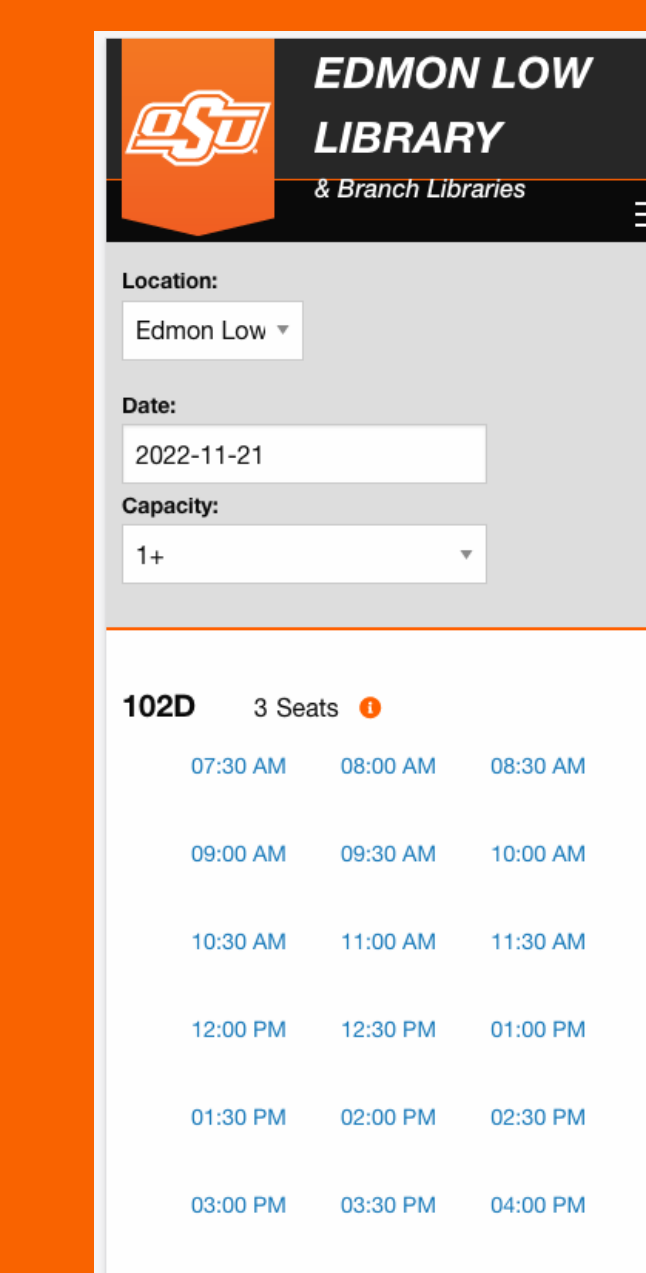 OSU
EDMON LOW
LIBRARY
& Branch Libraries
Location:
Edmon Low
Date:
2022-11-21
Capacity:
1+
102D 3 Seats i
07:30 AM 08:00 AM 08:30 AM
09:00 AM 09:30 AM 10:00 AM
10:30 AM 11:00 AM 11:30 AM
12:00 PM 12:30 PM 01:00 PM
01:30 PM 02:00 PM 02:30 PM
03:00 PM 03:30 PM 04:00 PM